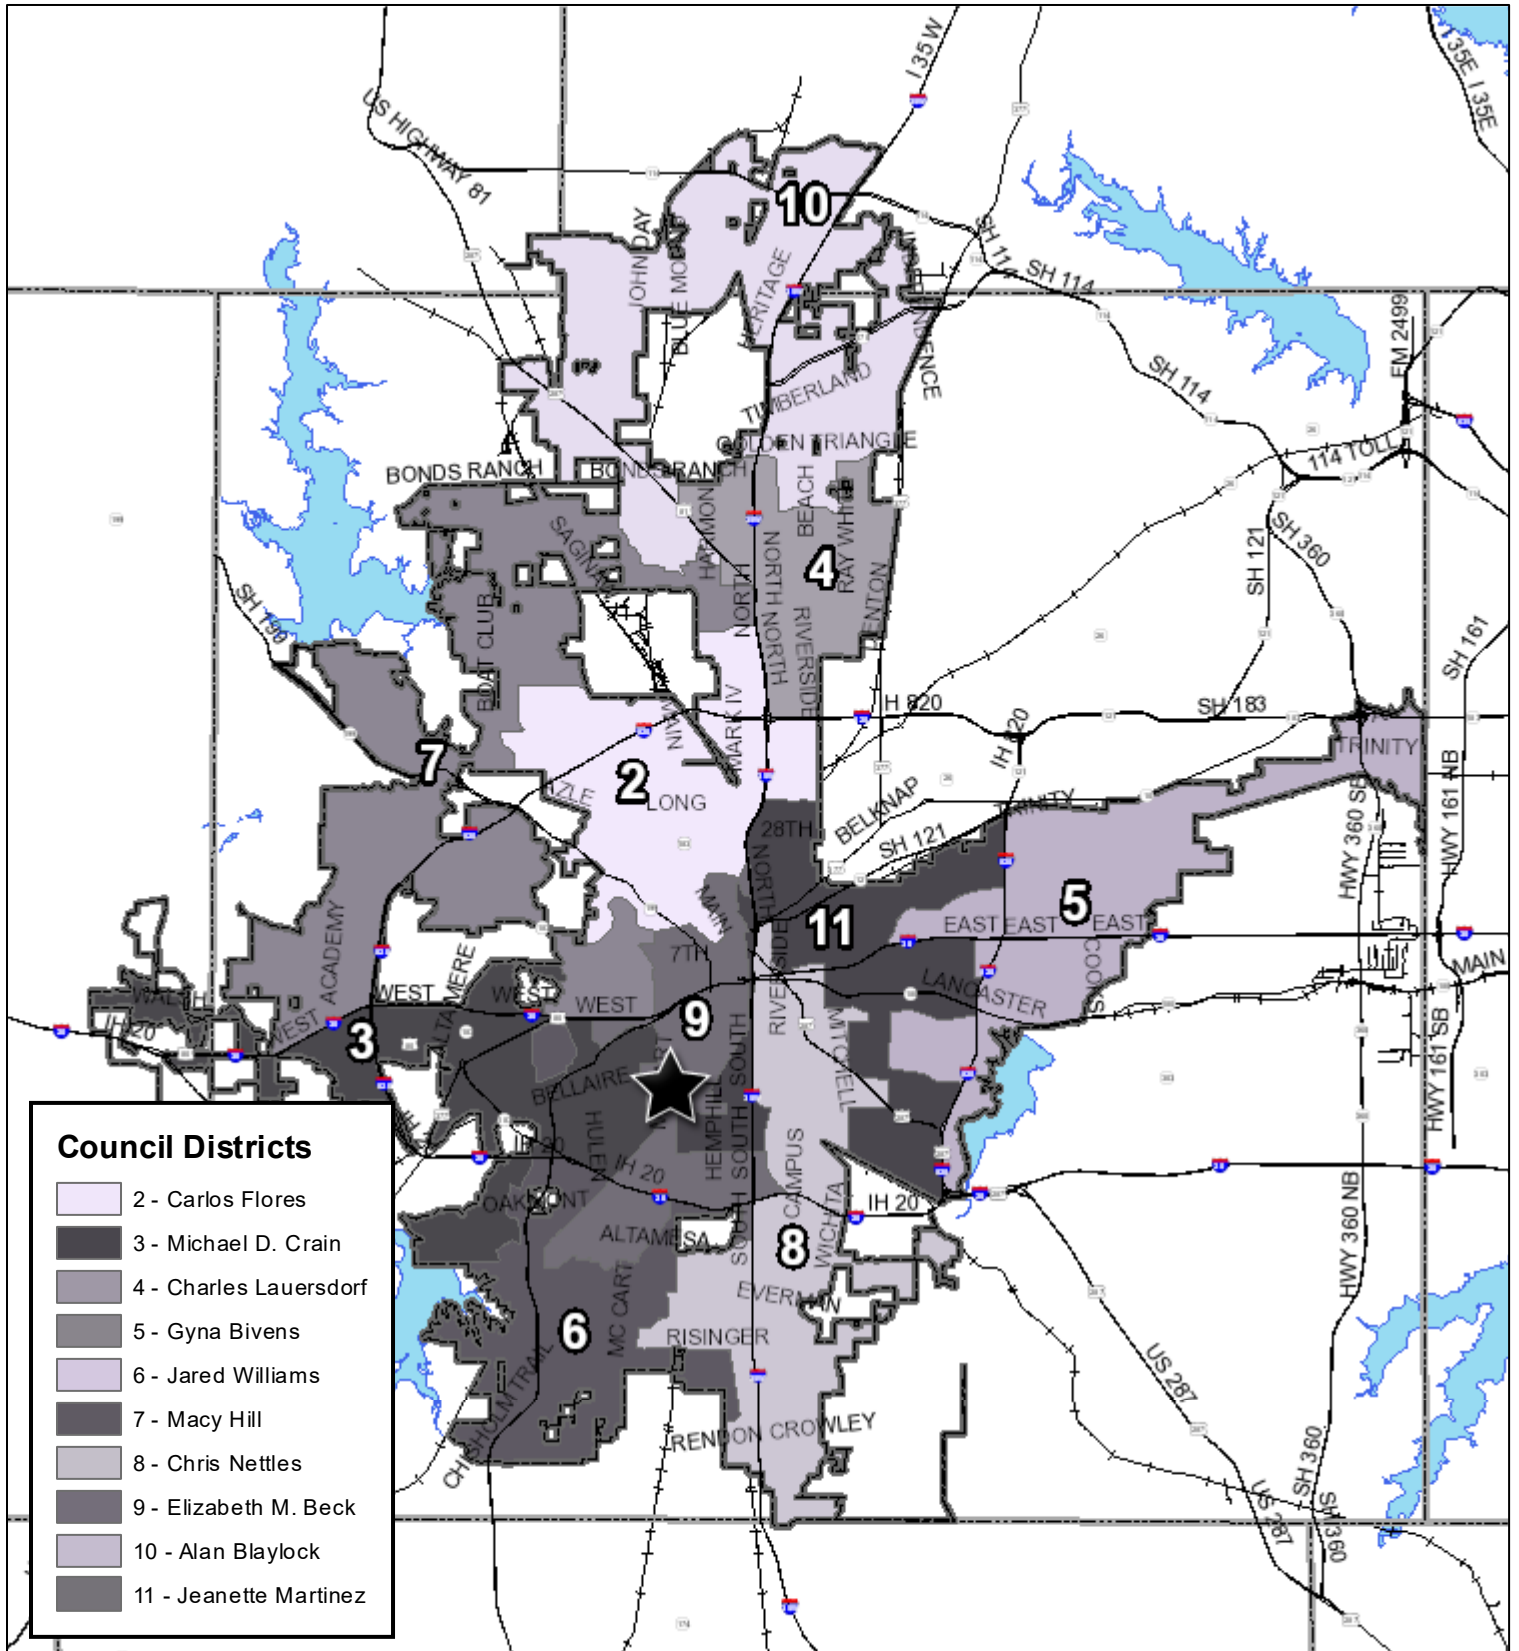 I 35W
I 35E
I 35E
US HIGHWAY 81
10
JOHN DAY
BLUE MOUND
HERITAGE
INDEPENDENCE
SH 114
SH 114
SH 114
FM 2499
TIMBERLAND
GOLDEN TRIANGLE
114 TOLL
BONDS RANCH
BONDS RANCH
HARMON
BEACH
RAY WHITE
SAGINAW
4
NORTH
NORTH
NORTH
RIVERSIDE
DENTON
SH 121
SH 360
SH 199
BOAT CLUB
SH 161
MAIN
MARK IV
IH 820
IH 820
SH 183
TRINITY
7
2
AZLE
LONG
BELKNAP
TRINITY
28TH
SH 121
HWY 360 SB
HWY 161 NB
NORTH
MAIN
11
5
EAST
EAST
EAST
ACADEMY
7TH
RIVERSIDE
COOKS
LANCASTER
MAIN
WALSH
WEST
WEST
WEST
WEST
ALTAMERE
IH 20
3
9
MITCHELL
HWY 161 SB
SOUTH
SOUTH
BELLAIRE
HEMPHILL
HULEN
IH 20
IH 20
CAMPUS
WICHITA
IH 20
OAKMONT
ALTAMESA
SOUTH
SOUTH
8
HWY 360 NB
EVERMAN
6
MC CART
RISINGER
CHISHOLM TRAIL
RENDON CROWLEY
US 287
US 287
SH 360
SH 360
Council Districts
2 - Carlos Flores
3 - Michael D. Crain
4 - Charles Lauersdorf
5 - Gyna Bivens
6 - Jared Williams
7 - Macy Hill
8 - Chris Nettles
9 - Elizabeth M. Beck
10 - Alan Blaylock
11 - Jeanette Martinez